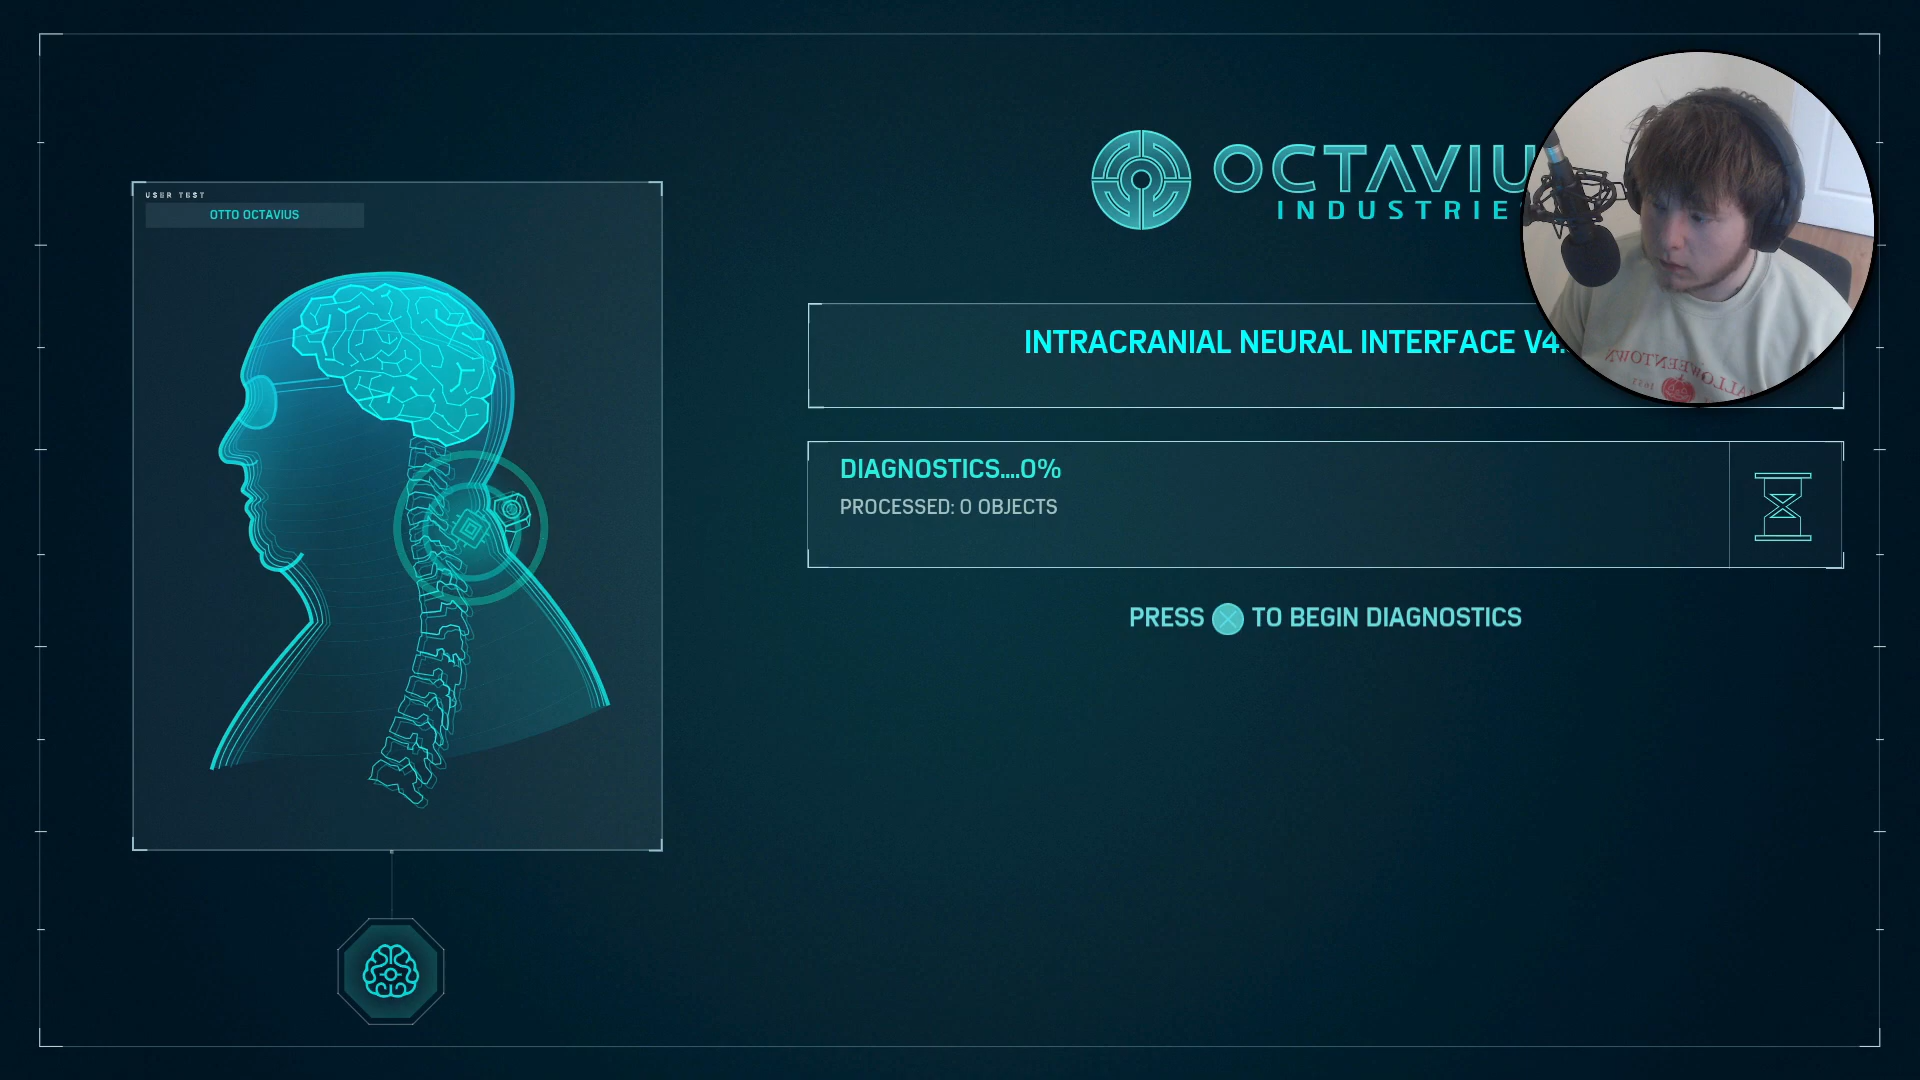 USER TEST
OTTO OCTAVIUS
OCTAVIU
INDUSTRIE
INTRACRANIAL NEURAL INTERFACE V4.
DIAGNOSTICS....0%
PROCESSED: 0 OBJECTS
PRESS TO BEGIN DIAGNOSTICS
HALLOWEENTOWN